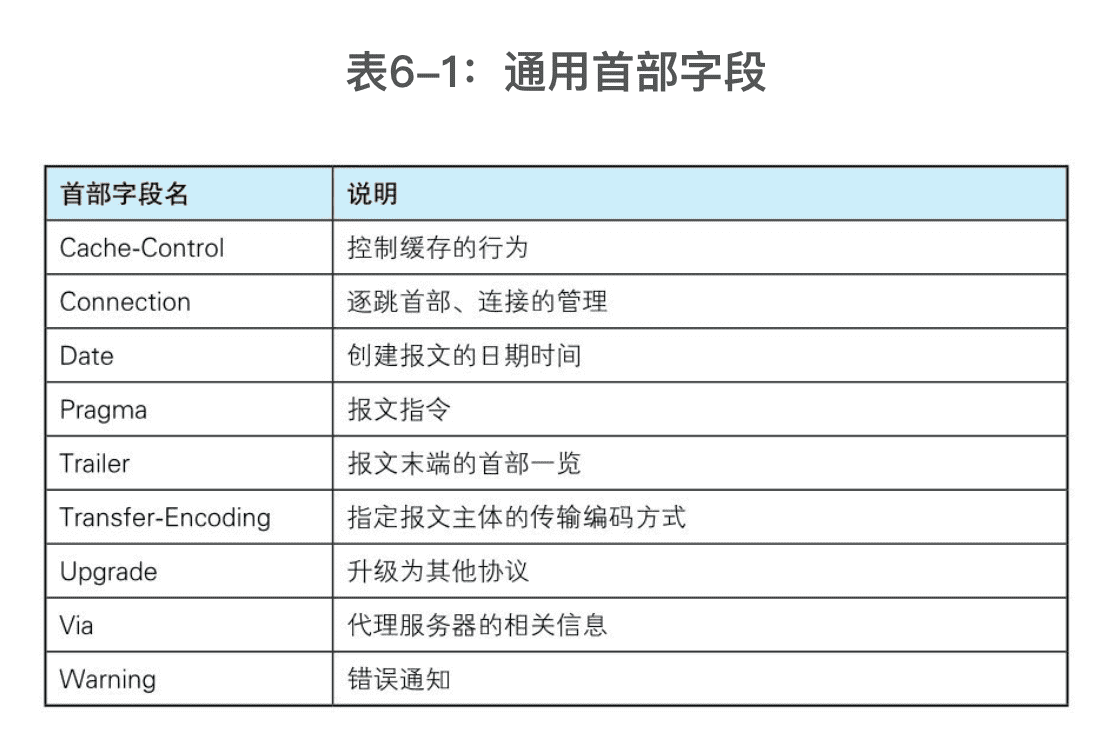 表6-1：通用首部字段
首部字段名 说明
Cache-Control 控制缓存的行为
Connection 逐跳首部、连接的管理
Date 创建报文的日期时间
Pragma 报文指令
Trailer 报文末端的首部一览
Transfer-Encoding 指定报文主体的传输编码方式
Upgrade 升级为其他协议
Via 代理服务器的相关信息
Warning 错误通知